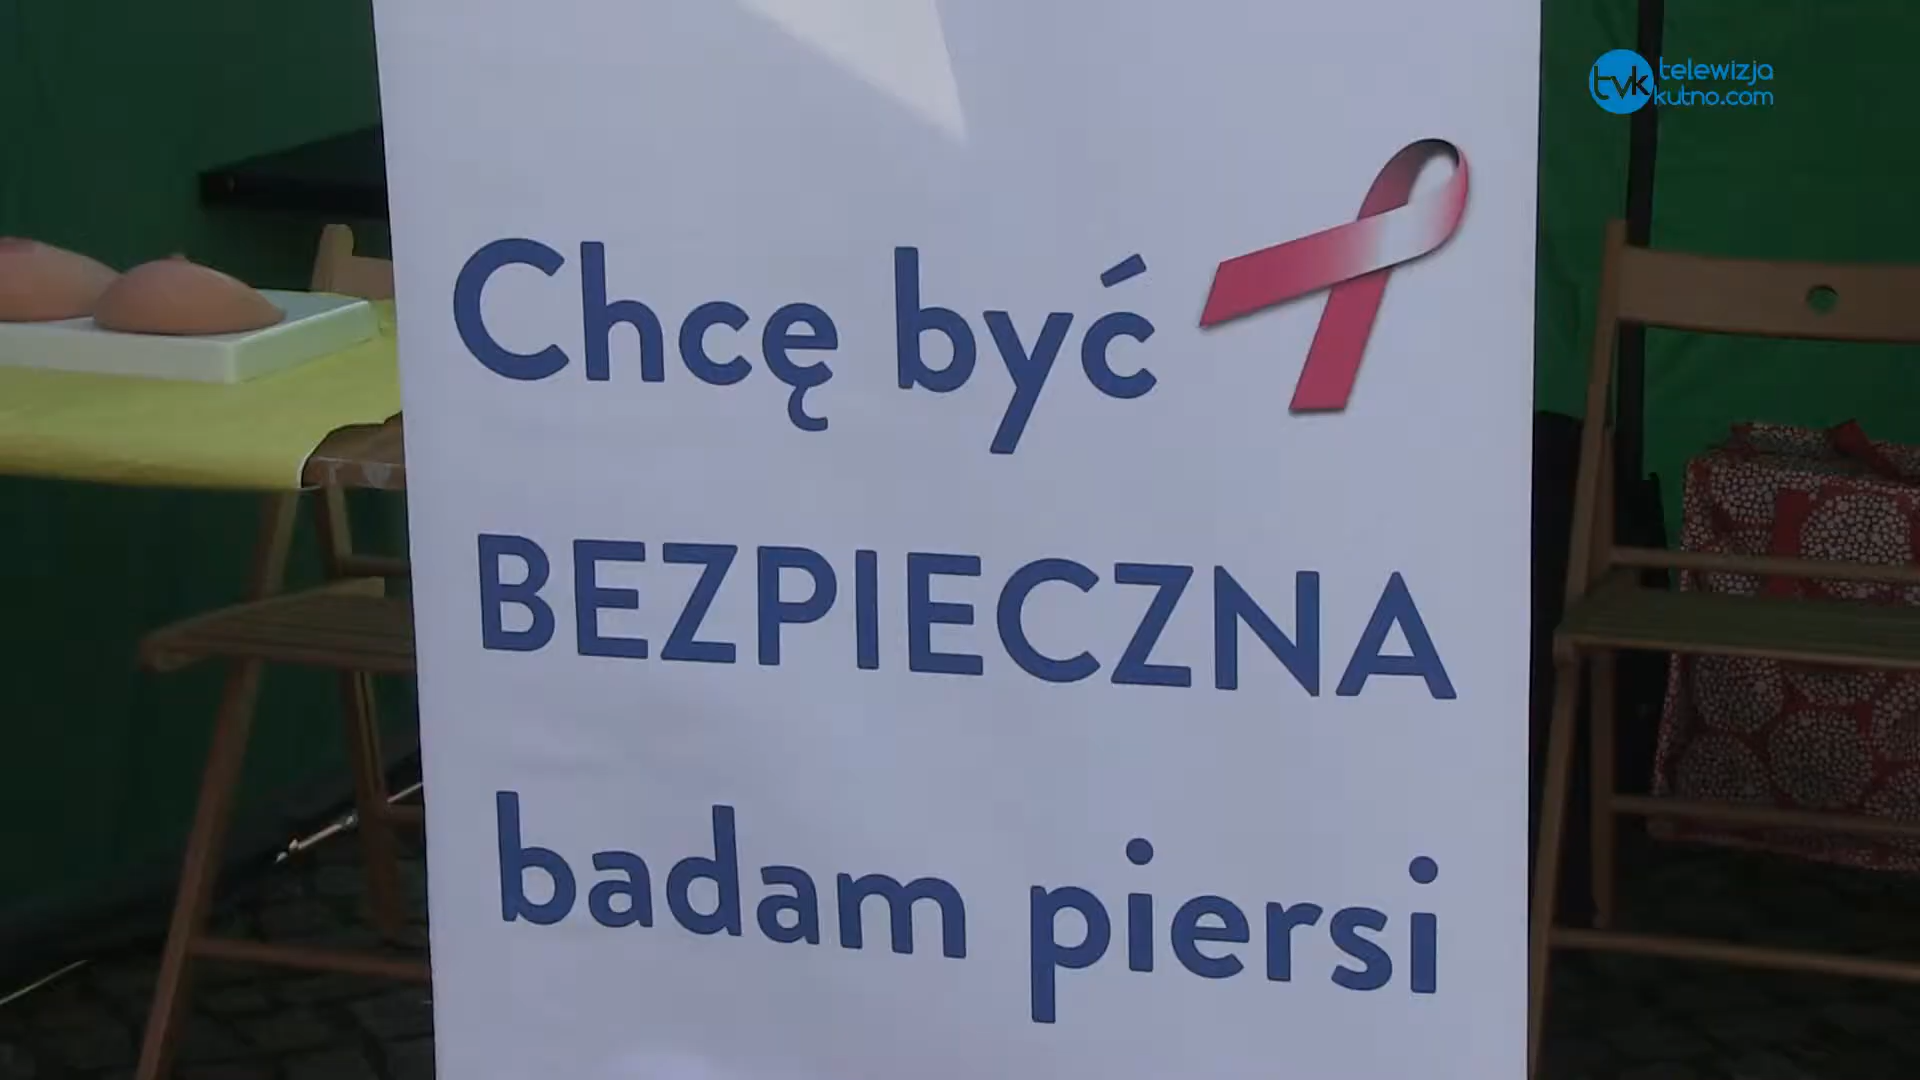 tvk telewizja
kutno.com
Chcę być
BEZPIECZNA
badam piersi